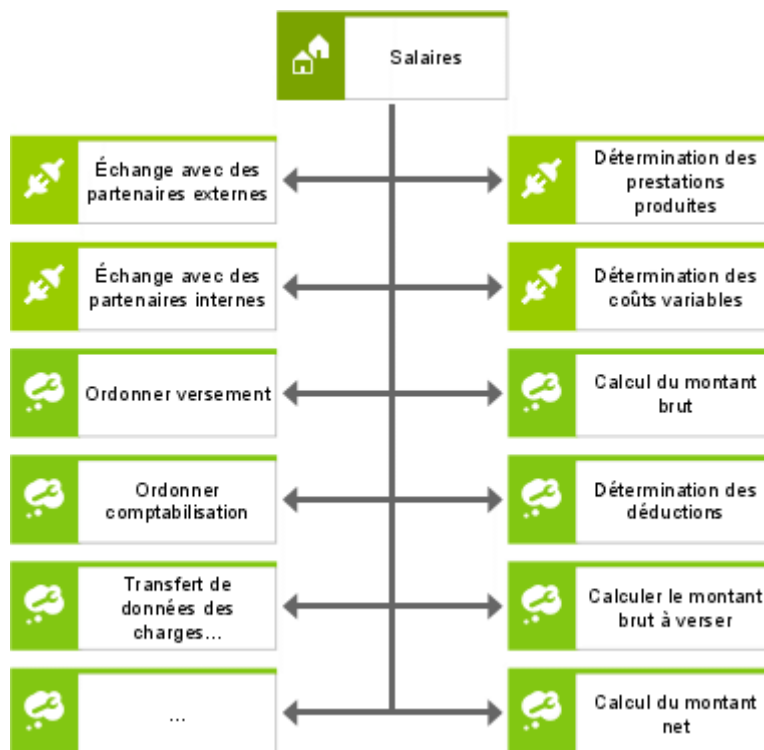 Salaires
Échange avec des
partenaires externes
Détermination des
prestations
produites
Échange avec des
partenaires internes
Détermination des
coûts variables
Ordonner versement
Calcul du montant
brut
Ordonner
comptabilisation
Détermination des
déductions
Transfert de
données des
charges...
Calculer le montant
brut à verser
...
Calcul du montant
net